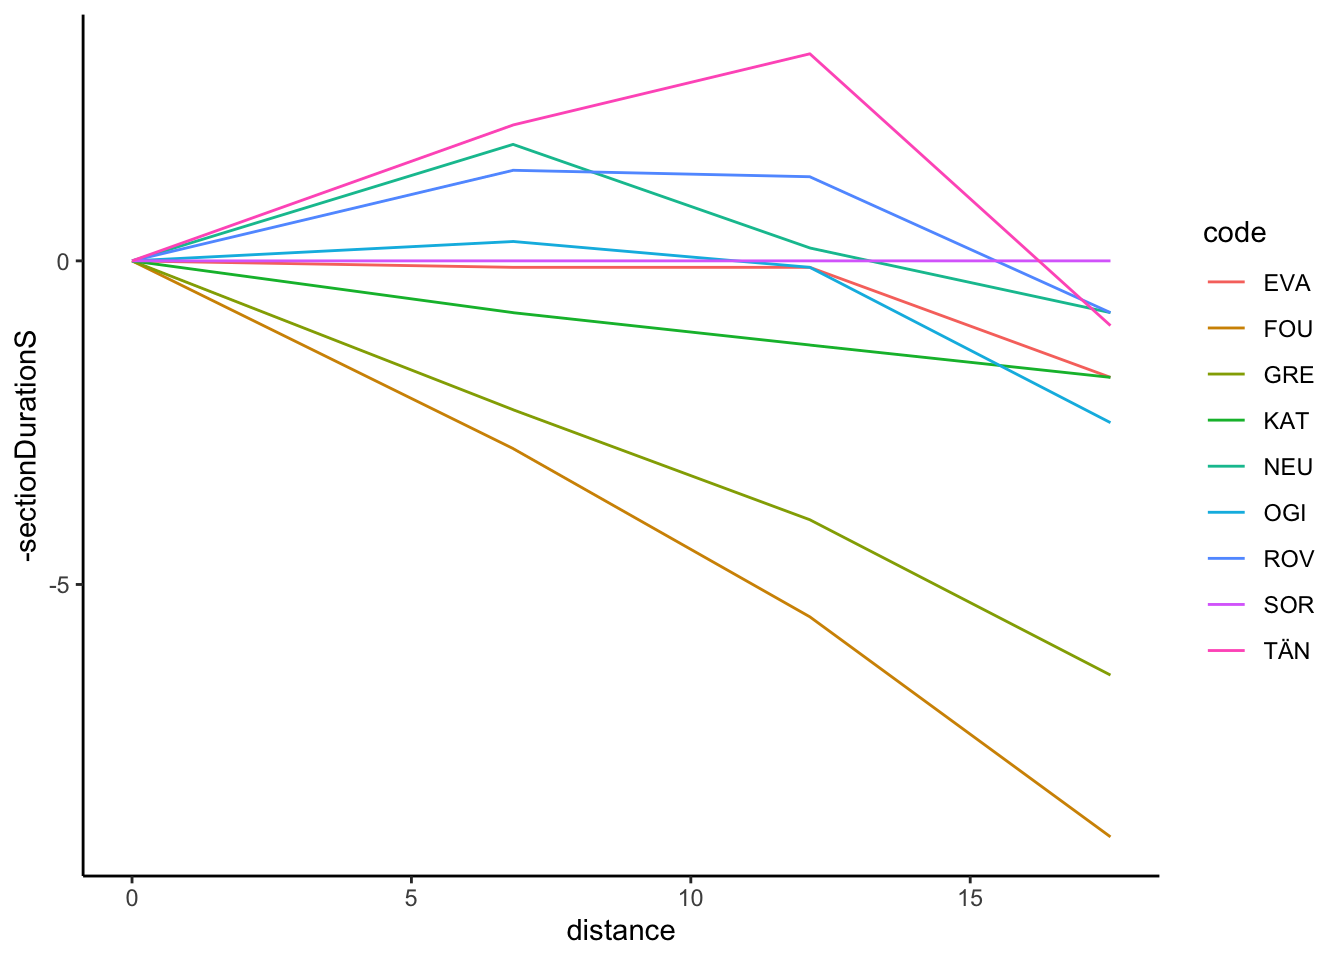 0
-5
-sectionDurationS
0
5
10
15
distance
code
EVA
FOU
GRE
KAT
NEU
OGI
ROV
SOR
TÄN